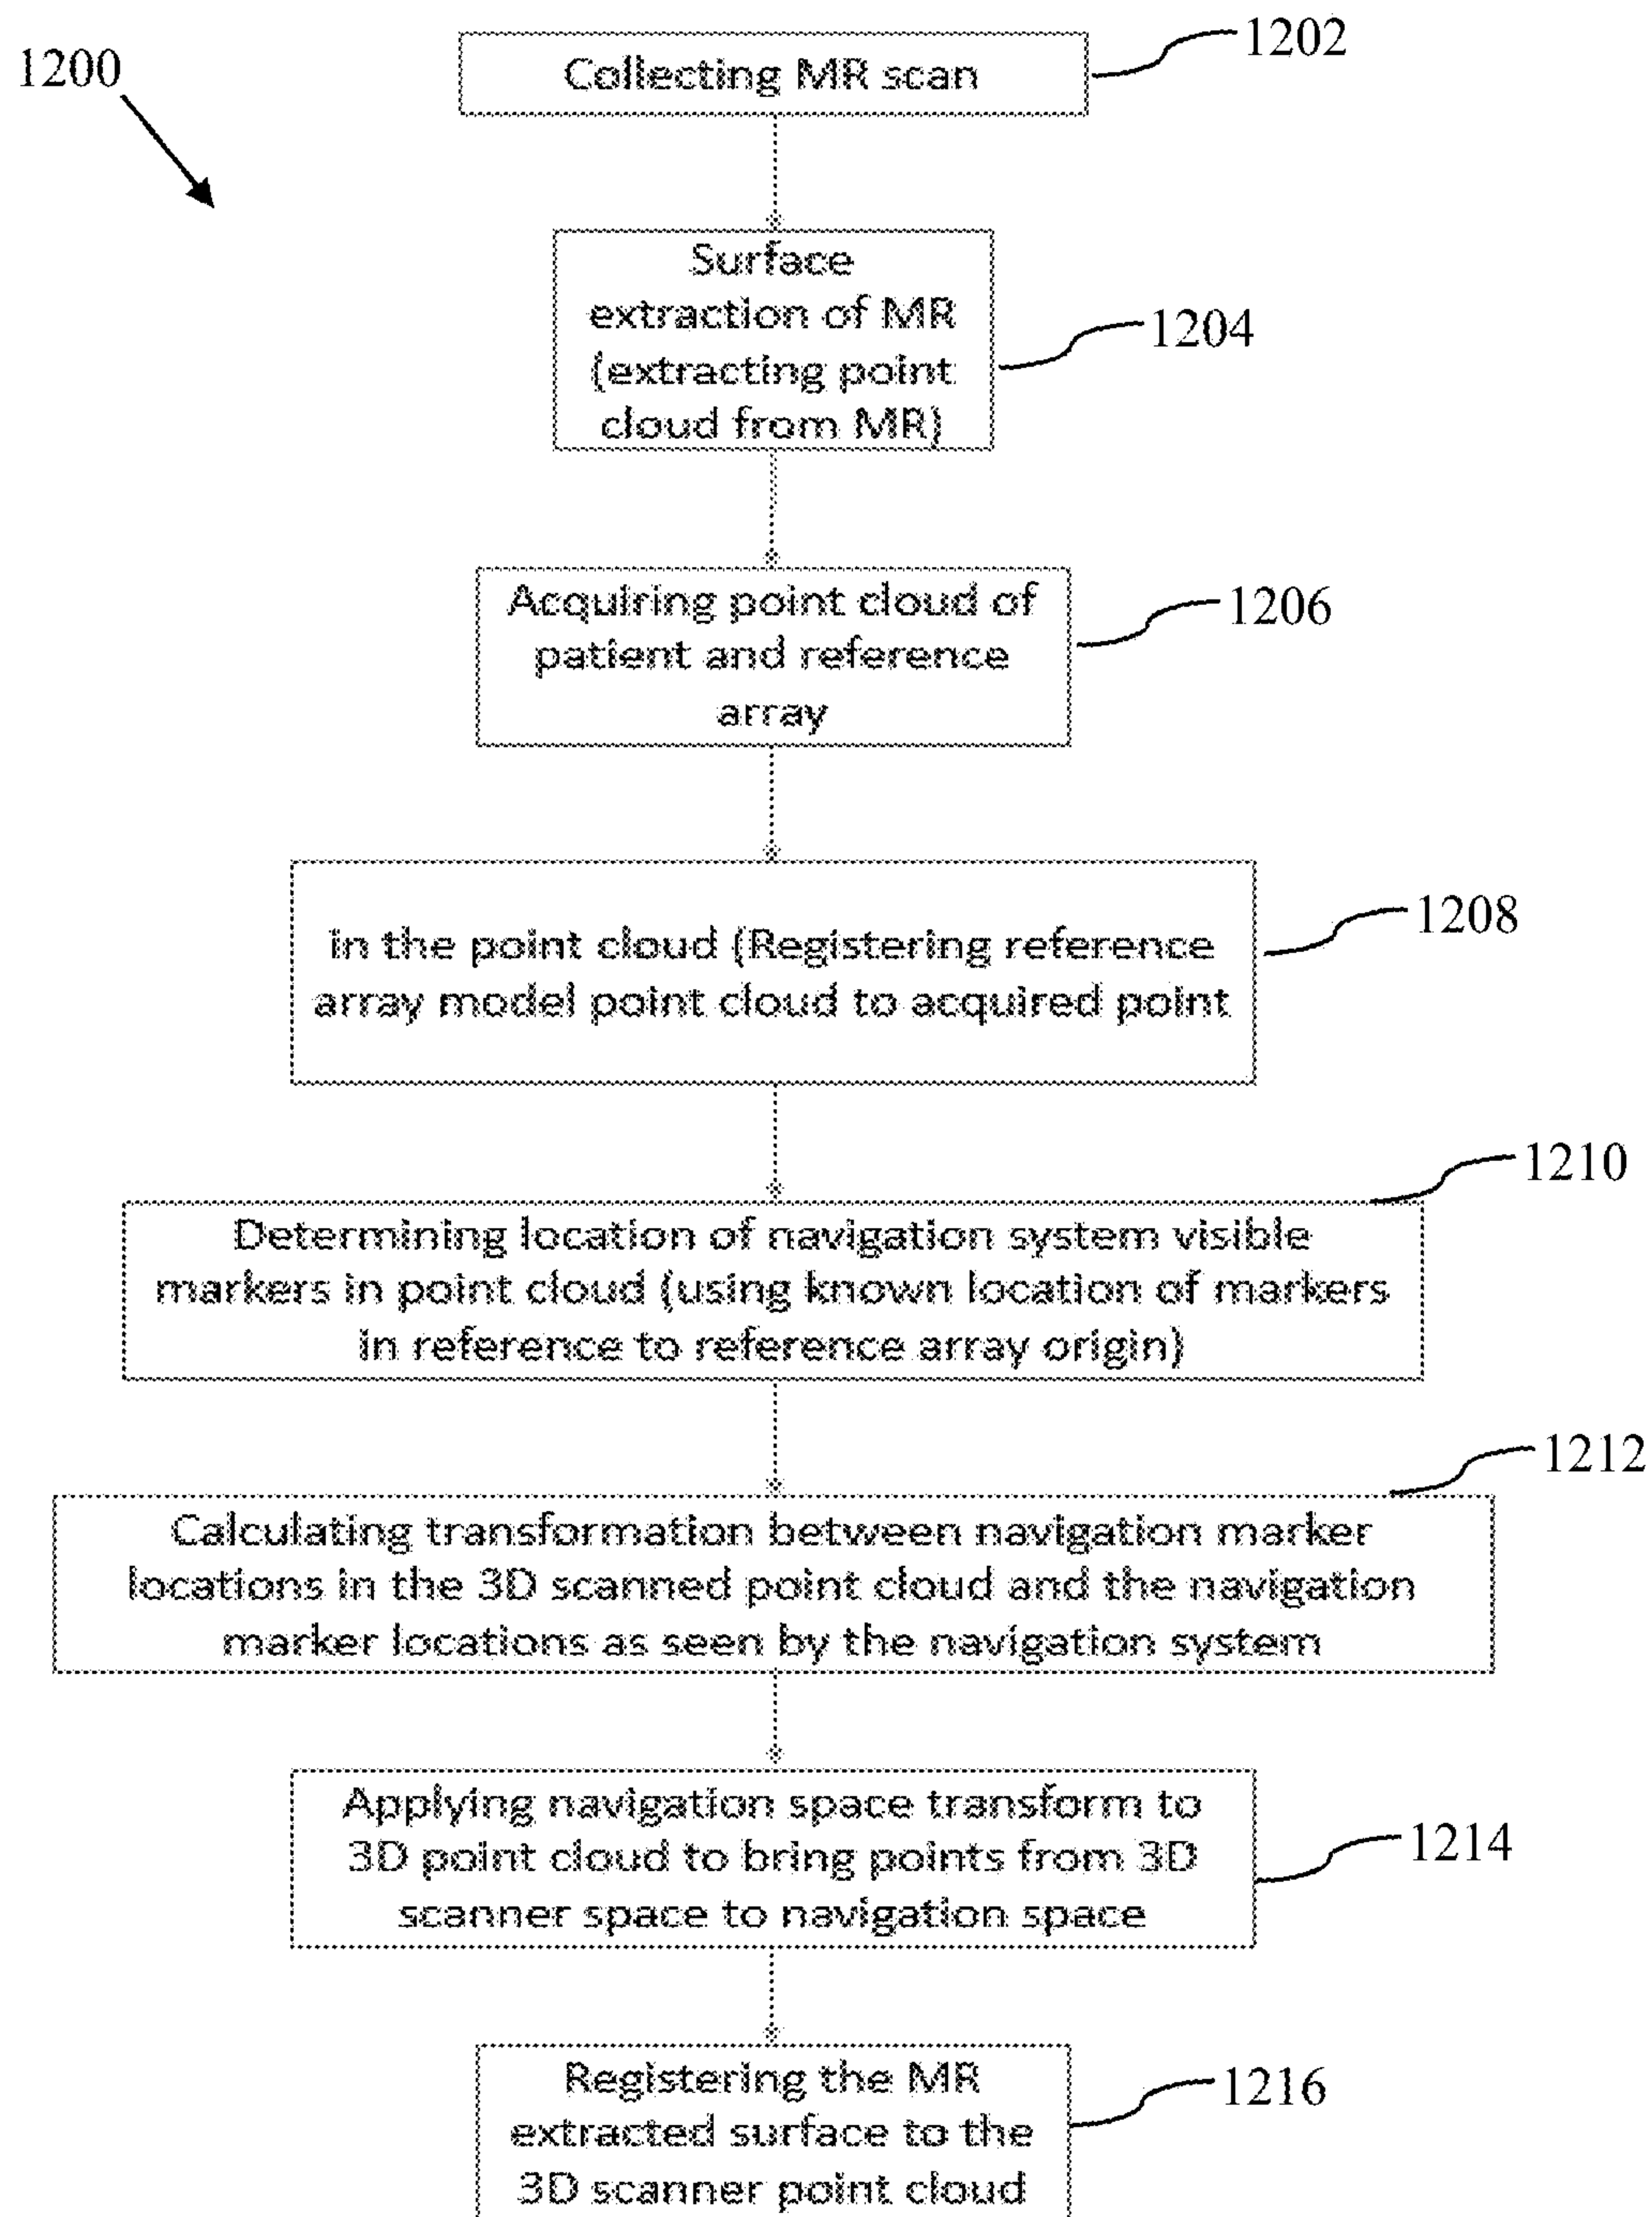 1200
Collecting MR scan
1202
Surface
extraction of MR
(extracting point
cloud from MR)
1204
Acquiring point cloud of
patient and reference
array
1206
in the point cloud (Registering reference
array model point cloud to acquired point
1208
Determining location of navigation system visible
markers in point cloud (using known location of markers
in reference to reference array origin)
1210
Calculating transformation between navigation marker
locations in the 3D scanned point cloud and the navigation
marker locations as seen by the navigation system
1212
Applying navigation space transform to
3D point cloud to bring points from 3D
scanner space to navigation space
1214
Registering the MR
extracted surface to the
3D scanner point cloud
1216